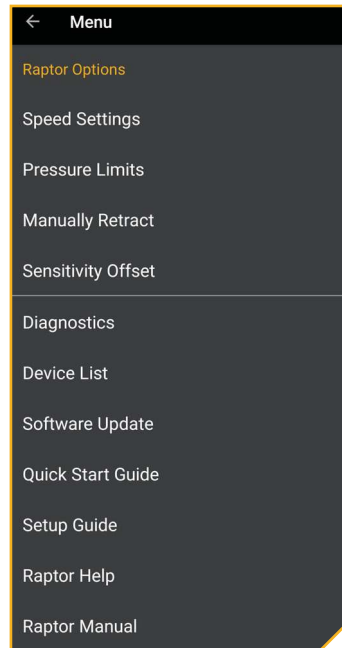 Menu
Raptor Options
Speed Settings
Pressure Limits
Manually Retract
Sensitivity Offset
Diagnostics
Device List
Software Update
Quick Start Guide
Setup Guide
Raptor Help
Raptor Manual